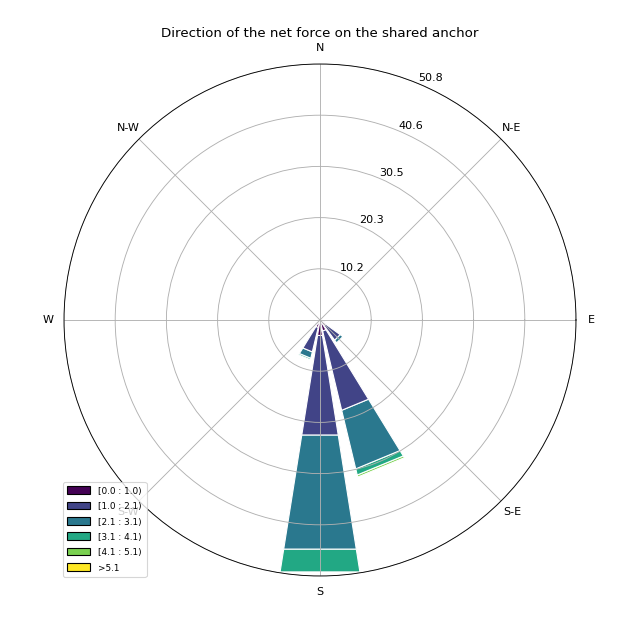 Direction of the net force on the shared anchor
N
50.8
N-W
N-E
40.6
30.5
20.3
10.2
W
E
[0.0 : 1.0)
[1.0 : 2.1)
S-W
S-E
[2.1 : 3.1)
[3.1 : 4.1)
[4.1 : 5.1)
>5.1
S